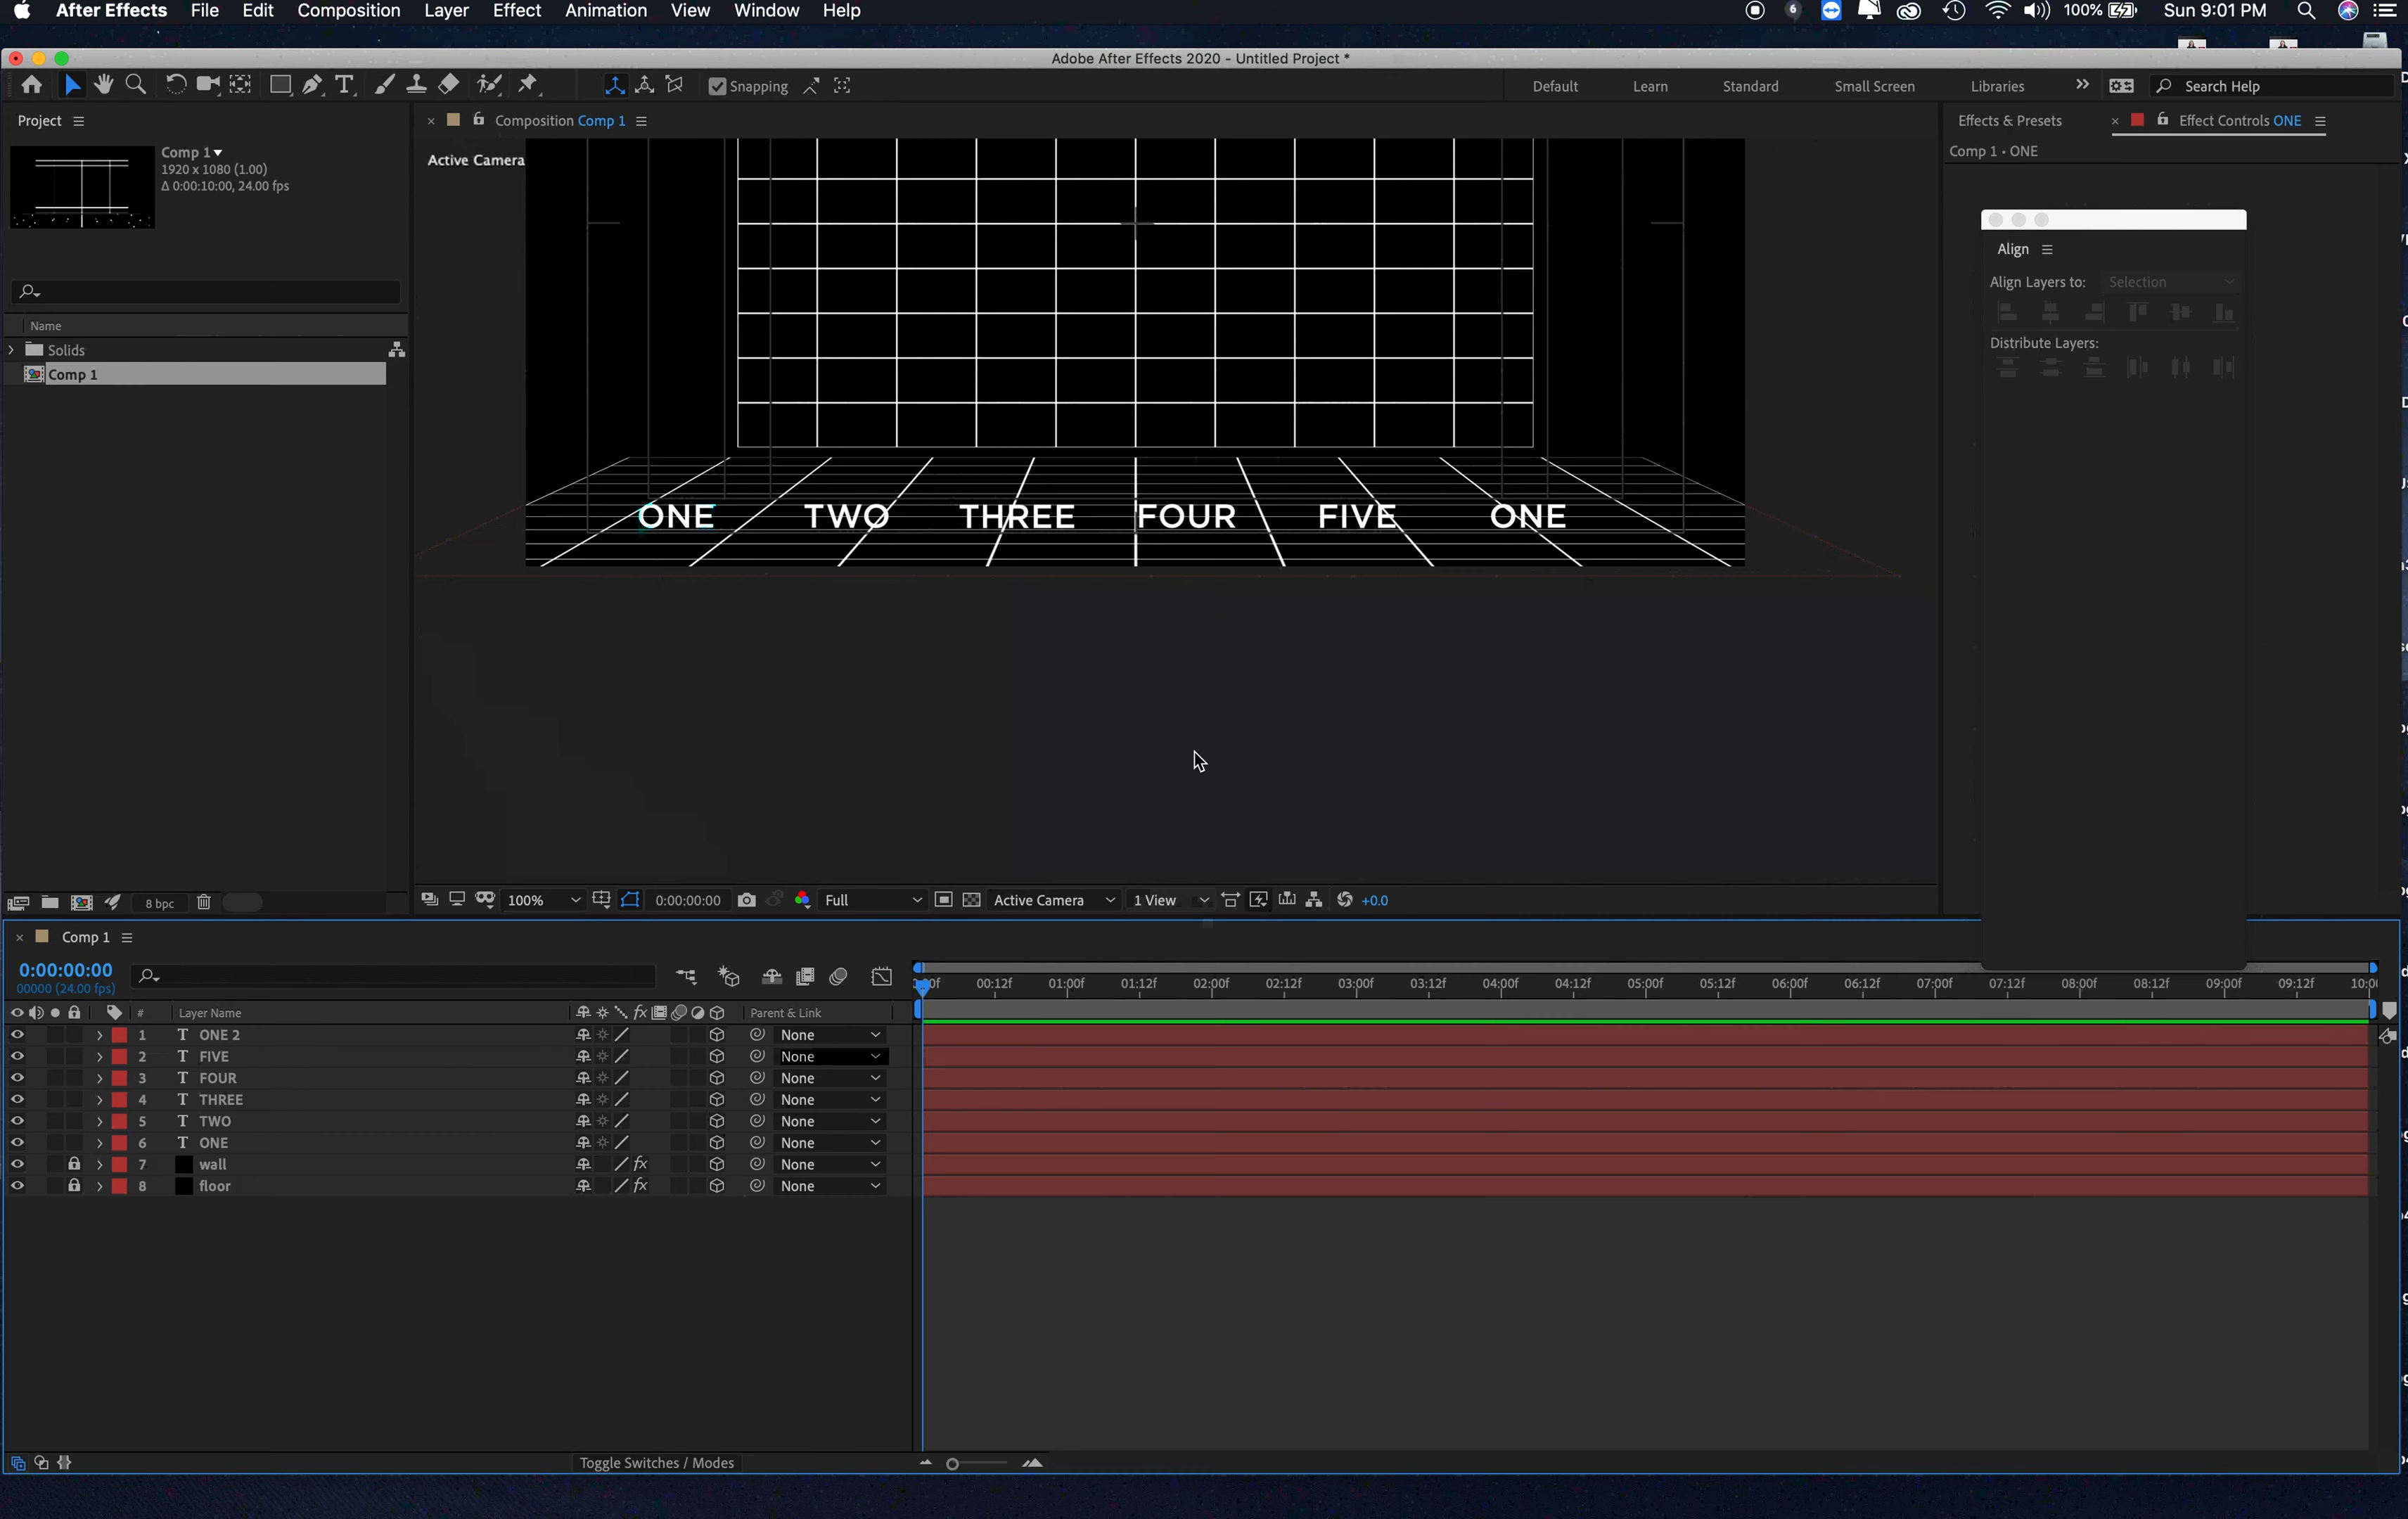 After Effects File Edit Composition Layer Effect Animation View Window Help 6 100% Sun 9:01 PM
Adobe After Effects 2020 - Untitled Project *
Snapping Default Learn Standard Small Screen Libraries Search Help
Project
Composition Comp 1
Effects & Presets
Effect Controls ONE
Comp 1 • ONE
Comp 1
1920 x 1080 (1.00)
Δ 0:00:10:00, 24.00 fps
Active Camera
Align
Align Layers to: Selection
Distribute Layers:
Name
Solids
Comp 1
ONE TWO THREE FOUR FIVE ONE
8 bpc
100% 0:00:00:00 Full Active Camera 1 View +0.0
Comp 1
0:00:00:00
00000 (24.00 fps)
00:12f 01:00f 01:12f 02:00f 02:12f 03:00f 03:12f 04:00f 04:12f 05:00f 05:12f 06:00f 06:12f 07:00f 07:12f 08:00f 08:12f 09:00f 09:12f
# Layer Name fx Parent & Link
1 T ONE 2 None
2 T FIVE None
3 T FOUR None
4 T THREE None
5 T TWO None
6 T ONE None
7 wall fx None
8 floor fx None
Toggle Switches / Modes